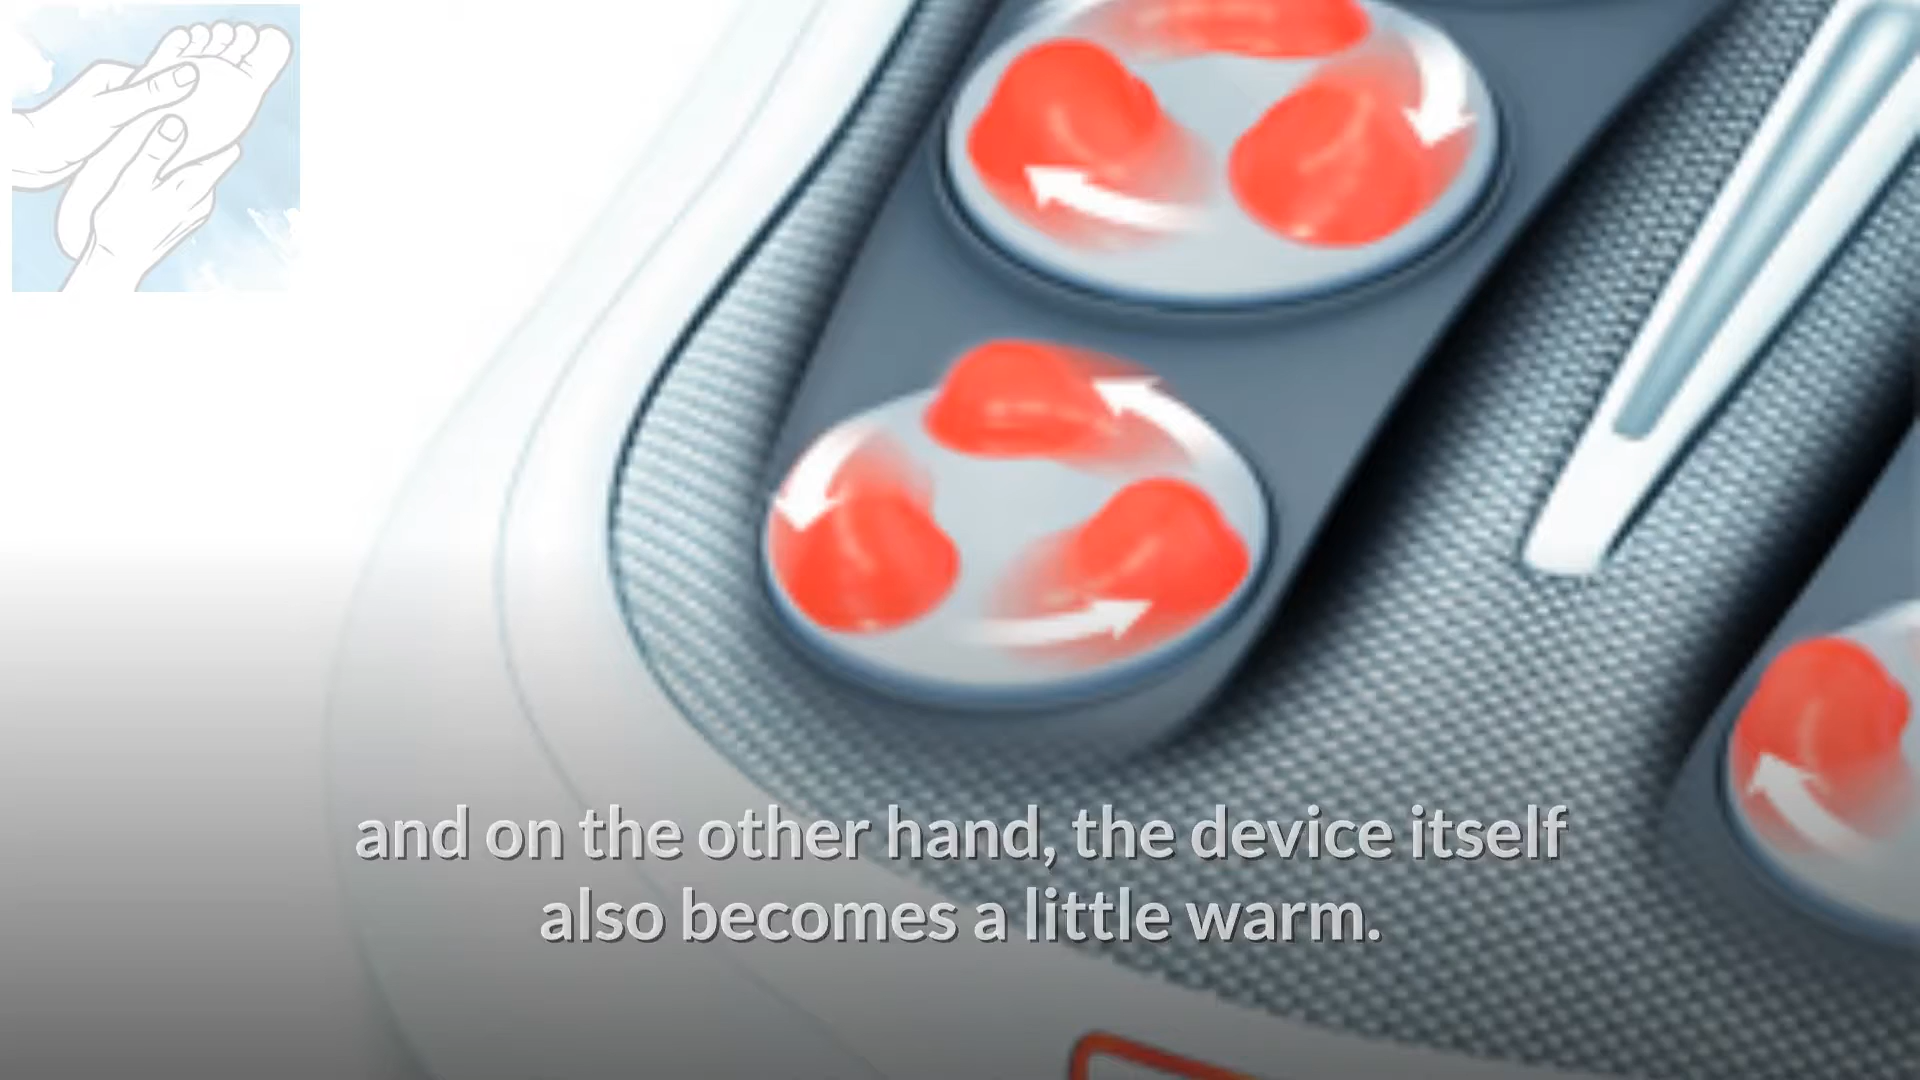 and on the other hand, the device itself
also becomes a little warm.